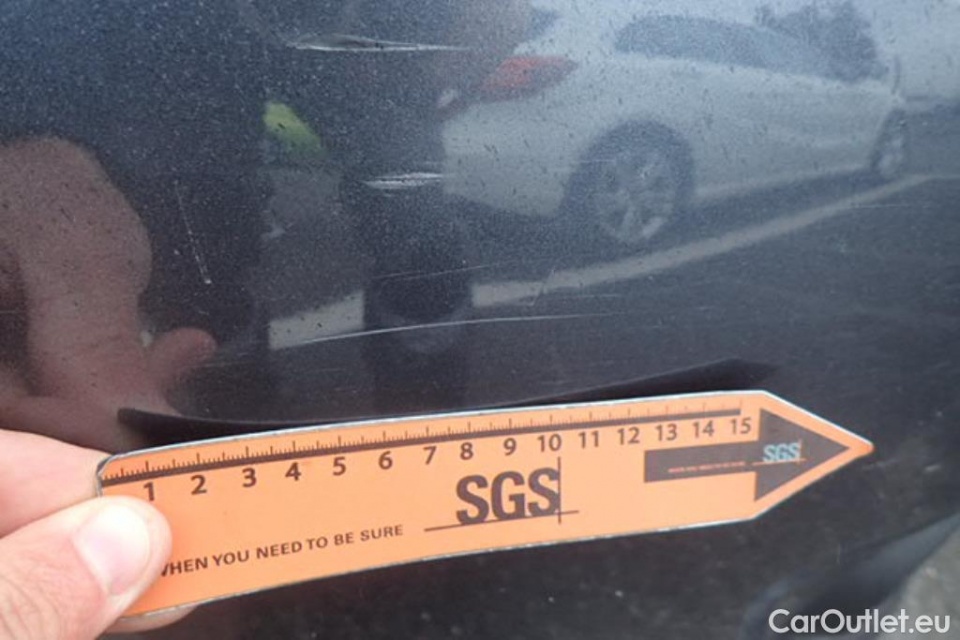 1 2 3 4 5 6 7 8 9 10 11 12 13 14 15
SGS
SGS
WHEN YOU NEED TO BE SURE
CarOutlet.eu